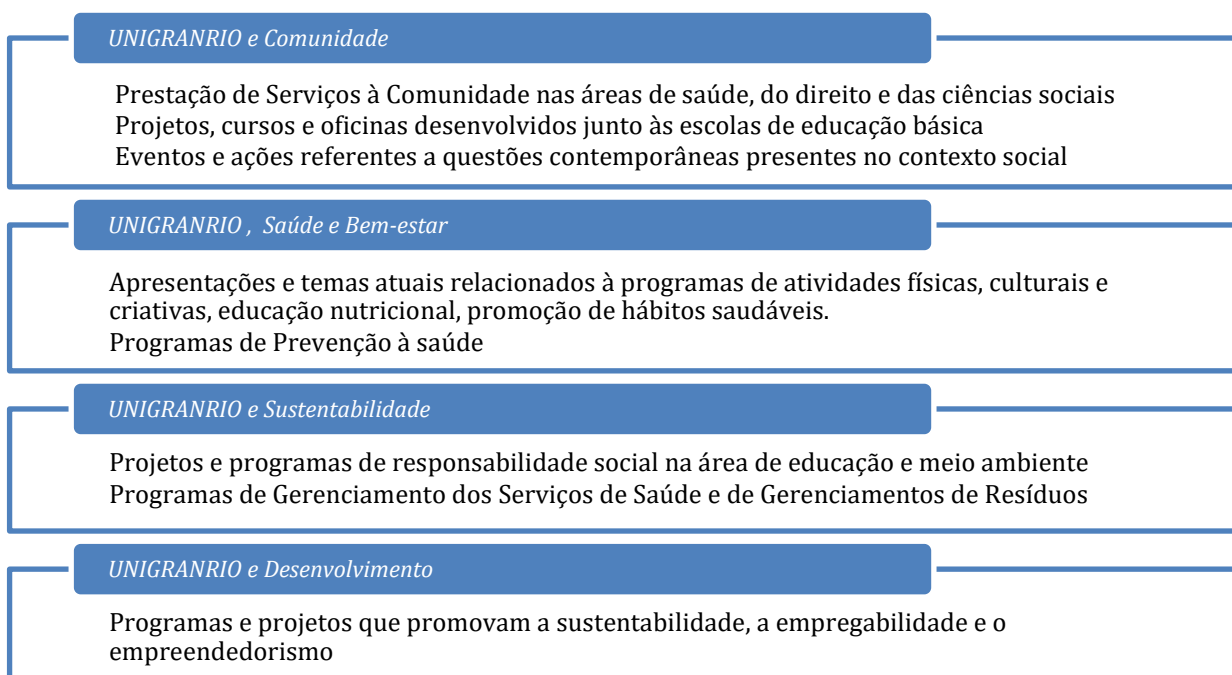 UNIGRANRIO e Comunidade
Prestação de Serviços à Comunidade nas áreas de saúde, do direito e das ciências sociais
Projetos, cursos e oficinas desenvolvidos junto às escolas de educação básica
Eventos e ações referentes a questões contemporâneas presentes no contexto social
UNIGRANRIO , Saúde e Bem-estar
Apresentações e temas atuais relacionados à programas de atividades físicas, culturais e
criativas, educação nutricional, promoção de hábitos saudáveis.
Programas de Prevenção à saúde
UNIGRANRIO e Sustentabilidade
Projetos e programas de responsabilidade social na área de educação e meio ambiente
Programas de Gerenciamento dos Serviços de Saúde e de Gerenciamentos de Resíduos
UNIGRANRIO e Desenvolvimento
Programas e projetos que promovam a sustentabilidade, a empregabilidade e o
empreendedorismo